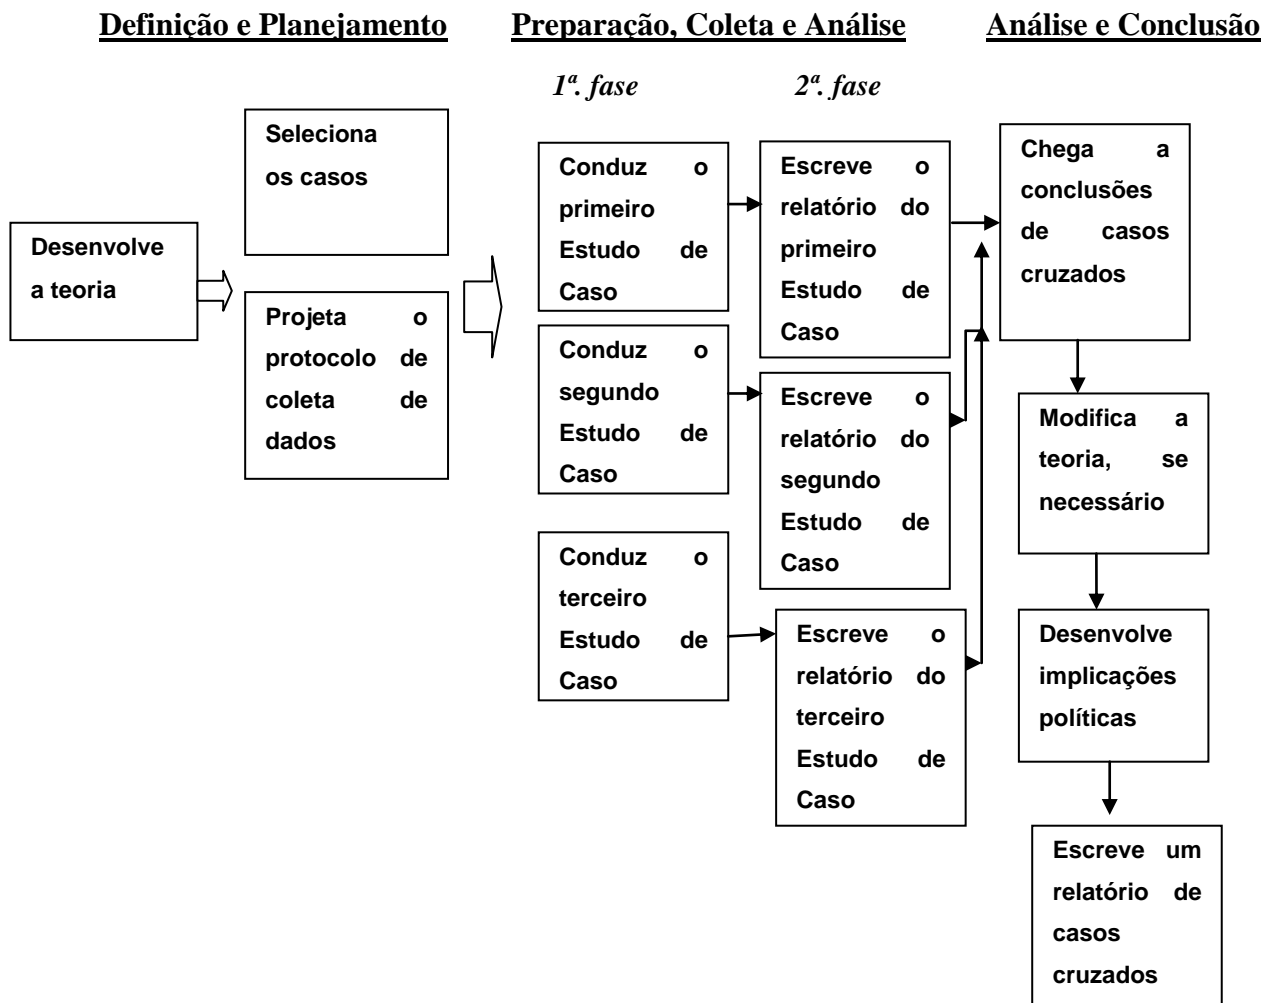 Definição e Planejamento
Preparação, Coleta e Análise
Análise e Conclusão
1ª. fase
2ª. fase
Desenvolve
a teoria
Seleciona
os casos
Projeta o
protocolo de
coleta de
dados
Conduz o
primeiro
Estudo de
Caso
Conduz o
segundo
Estudo de
Caso
Conduz o
terceiro
Estudo de
Caso
Escreve o
relatório do
primeiro
Estudo de
Caso
Escreve o
relatório do
segundo
Estudo de
Caso
Escreve o
relatório do
terceiro
Estudo de
Caso
Chega a
conclusões
de casos
cruzados
Modifica a
teoria, se
necessário
Desenvolve
implicações
políticas
Escreve um
relatório de
casos
cruzados